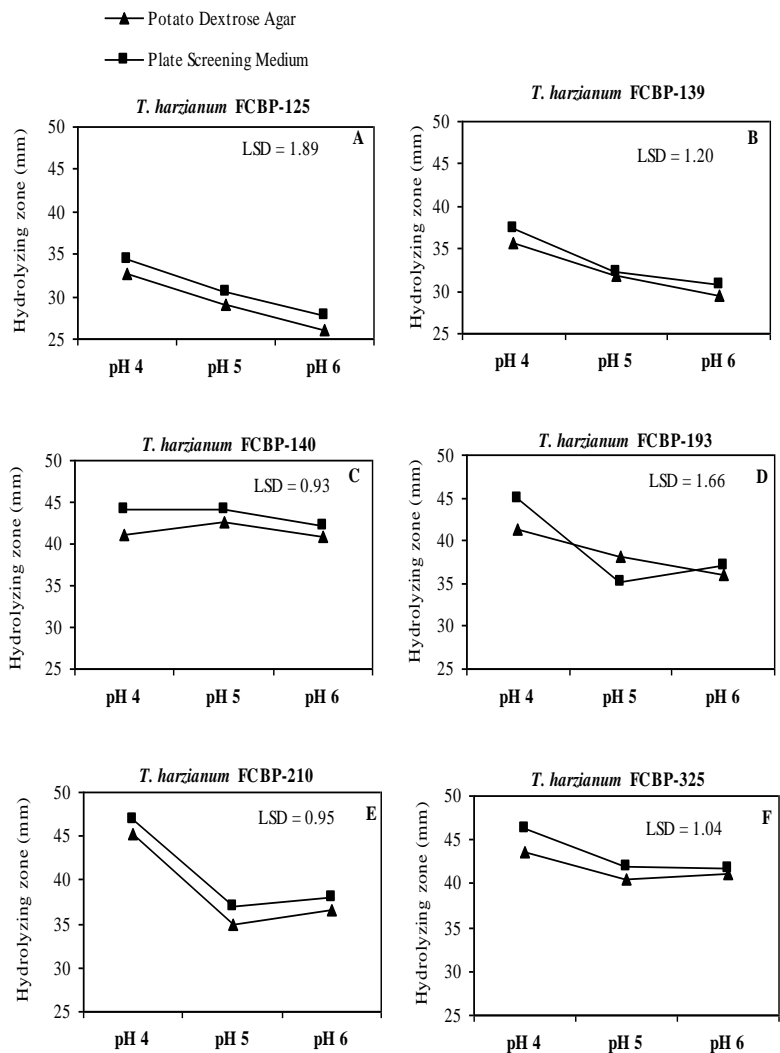 Potato Dextrose Agar
Plate Screening Medium
T. harzianum FCBP-125
A
LSD = 1.89
Hydrolyzing zone (mm)
50
45
40
35
30
25
pH 4 pH 5 pH 6
T. harzianum FCBP-139
B
LSD = 1.20
Hydrolyzing zone (mm)
50
45
40
35
30
25
pH 4 pH 5 pH 6
T. harzianum FCBP-140
C
LSD = 0.93
Hydrolyzing zone (mm)
50
45
40
35
30
25
pH 4 pH 5 pH 6
T. harzianum FCBP-193
D
LSD = 1.66
Hydrolyzing zone (mm)
50
45
40
35
30
25
pH 4 pH 5 pH 6
T. harzianum FCBP-210
E
LSD = 0.95
Hydrolyzing zone (mm)
50
45
40
35
30
25
pH 4 pH 5 pH 6
T. harzianum FCBP-325
F
LSD = 1.04
Hydrolyzing zone (mm)
50
45
40
35
30
25
pH 4 pH 5 pH 6